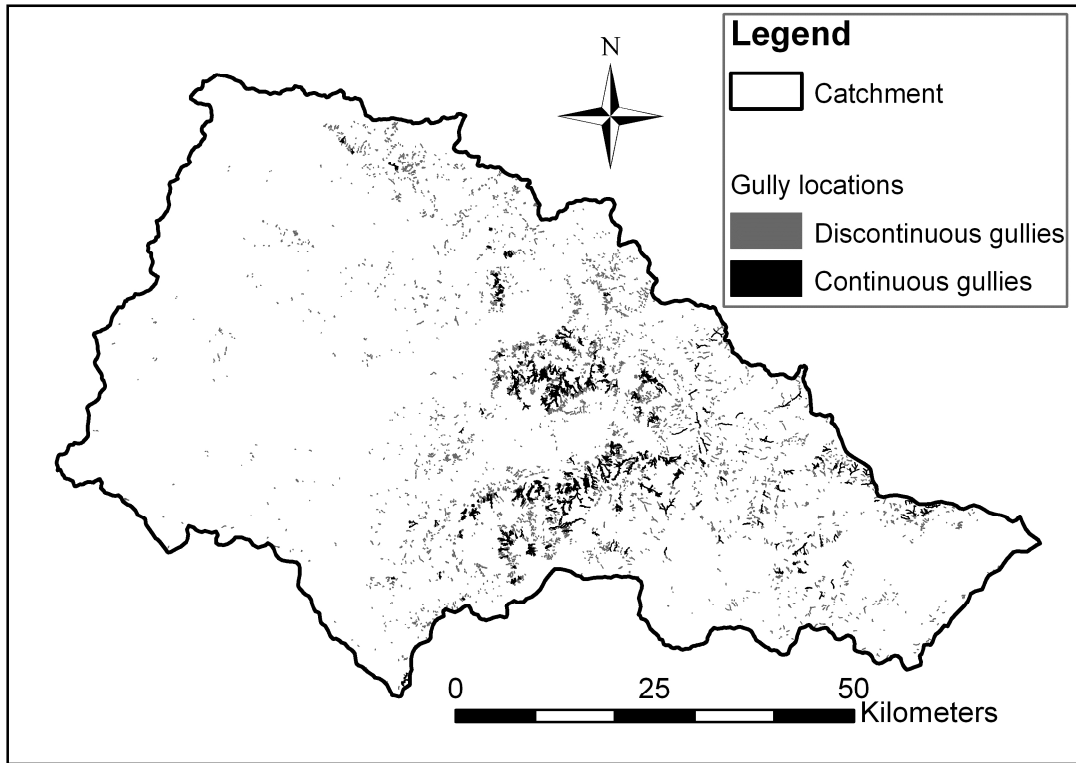 Legend
N
Catchment
Gully locations
Discontinuous gullies
Continuous gullies
0 25 50
Kilometers